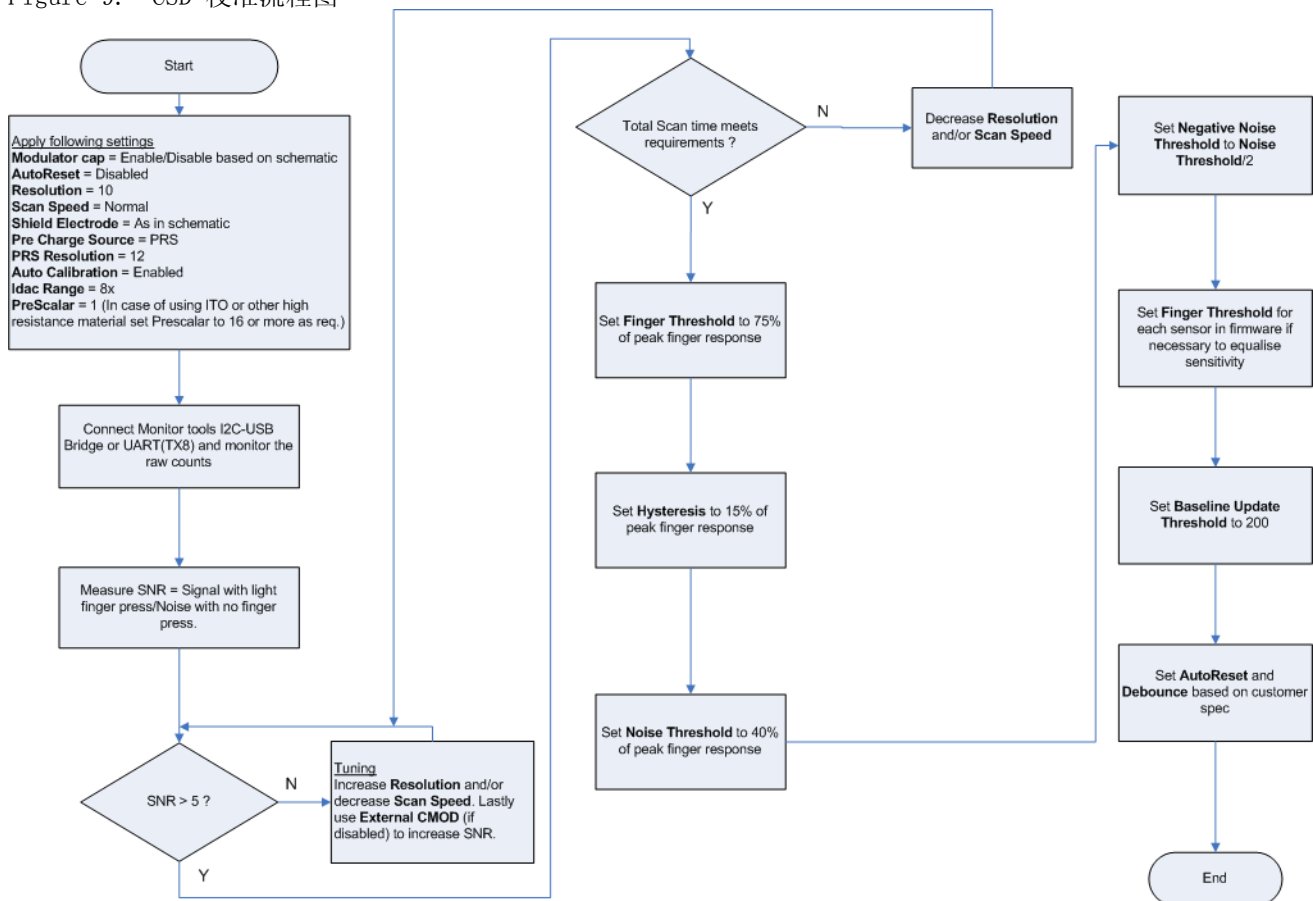 Figure 5. CSD 校准流程图
Start
Apply following settings
Modulator cap = Enable/Disable based on schematic
AutoReset = Disabled
Resolution = 10
Scan Speed = Normal
Shield Electrode = As in schematic
Pre Charge Source = PRS
PRS Resolution = 12
Auto Calibration = Enabled
Idac Range = 8x
PreScalar = 1 (In case of using ITO or other high
resistance material set Prescalar to 16 or more as req.)
Connect Monitor tools I2C-USB
Bridge or UART(TX8) and monitor the
raw counts
Measure SNR = Signal with light
finger press/Noise with no finger
press.
SNR > 5 ?
N
Y
Tuning
Increase Resolution and/or
decrease Scan Speed. Lastly
use External CMOD (if
disabled) to increase SNR.
Total Scan time meets
requirements ?
N
Y
Decrease Resolution
and/or Scan Speed
Set Finger Threshold to 75%
of peak finger response
Set Hysteresis to 15% of
peak finger response
Set Noise Threshold to 40%
of peak finger response
Set Negative Noise
Threshold to Noise
Threshold/2
Set Finger Threshold for
each sensor in firmware if
necessary to equalise
sensitivity
Set Baseline Update
Threshold to 200
Set AutoReset and
Debounce based on customer
spec
End